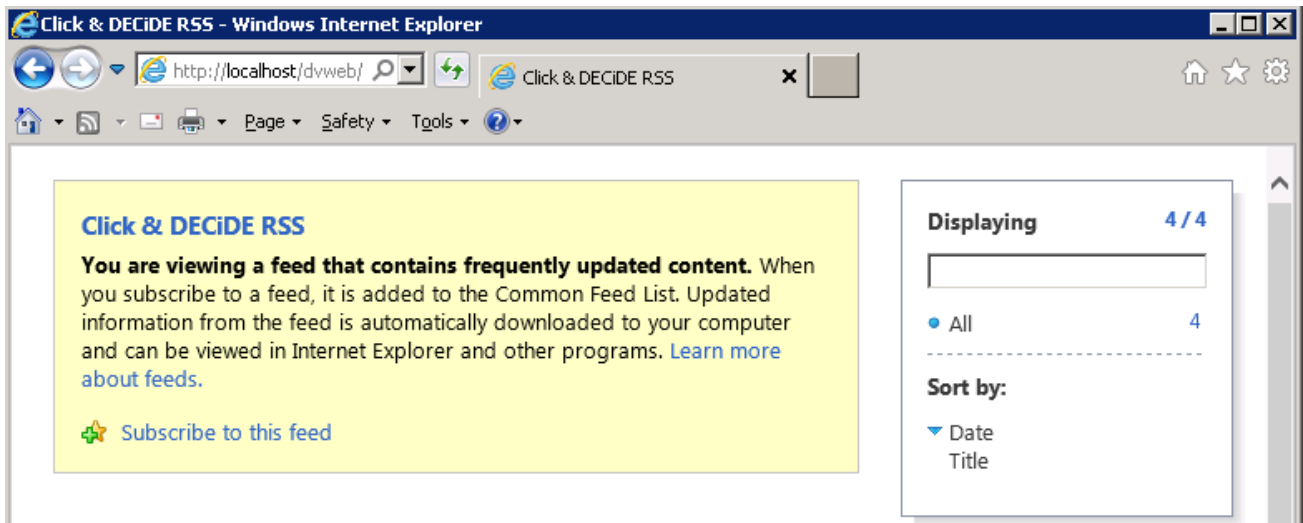 Click & DECiDE RSS - Windows Internet Explorer
http://localhost/dvweb/
Click & DECiDE RSS
Page Safety Tools
Click & DECiDE RSS
You are viewing a feed that contains frequently updated content. When
you subscribe to a feed, it is added to the Common Feed List. Updated
information from the feed is automatically downloaded to your computer
and can be viewed in Internet Explorer and other programs. Learn more
about feeds.
Subscribe to this feed
Displaying 4 / 4
All 4
Sort by:
Date
Title